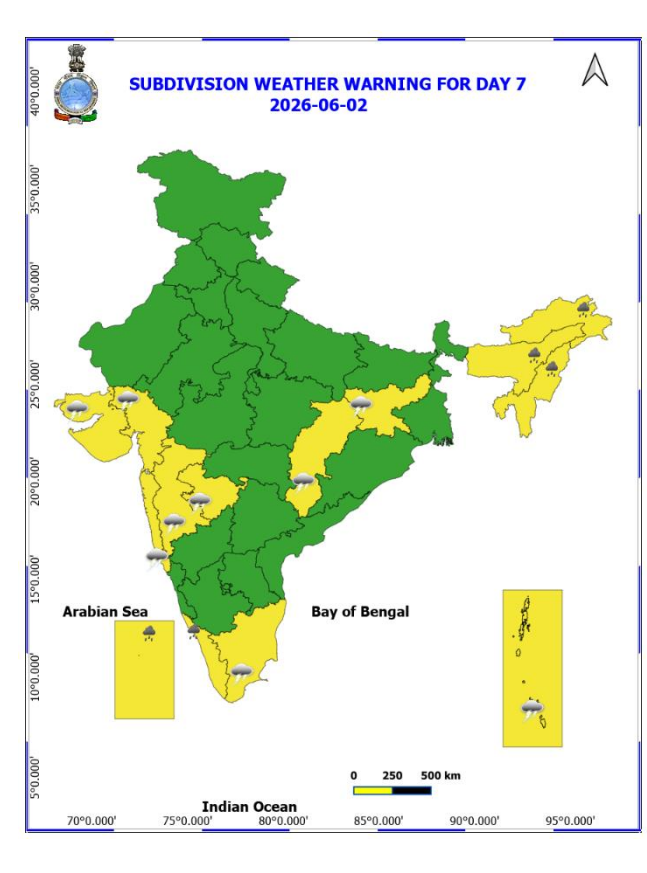 SUBDIVISION WEATHER WARNING FOR DAY 7
2026-06-02
40°0.000'
35°0.000'
30°0.000'
25°0.000'
20°0.000'
15°0.000'
10°0.000'
5°0.000'
Arabian Sea
Bay of Bengal
0 250 500 km
Indian Ocean
70°0.000' 75°0.000' 80°0.000' 85°0.000' 90°0.000' 95°0.000'